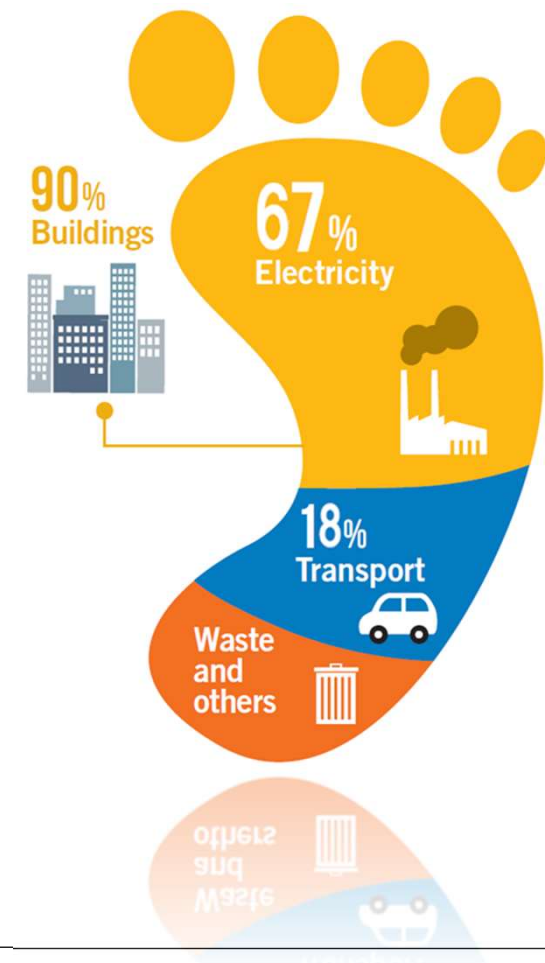 90%
Buildings
67%
Electricity
18%
Transport
Waste
and
others